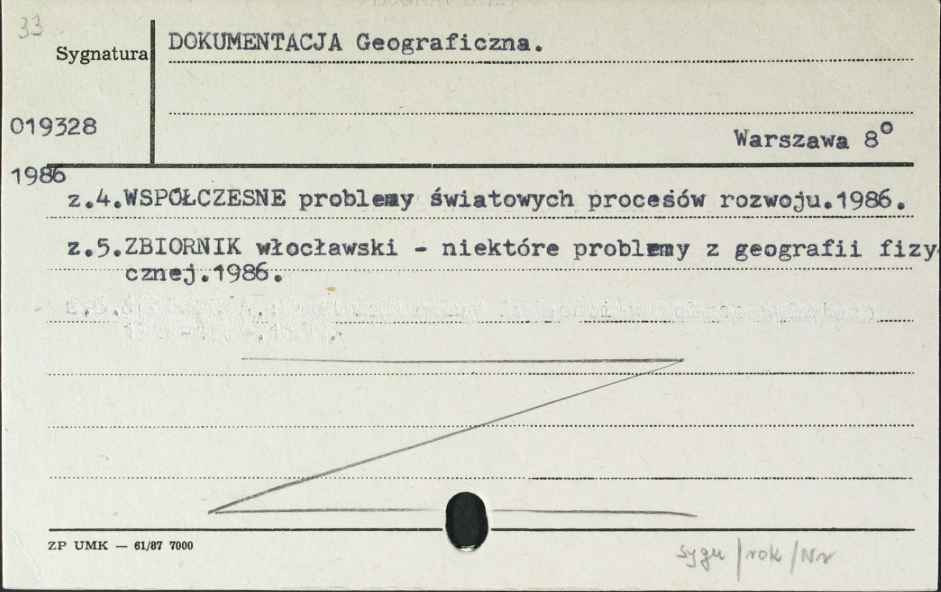 33
Sygnatura
DOKUMENTACJA Geograficzna.
019328
Warszawa 8°
1986
z.4.WSPÓŁCZESNE problemy światowych procesów rozwoju.1986.
z.5.ZBIORNIK włocławski - niektóre problemy z geografii fizy-
cznej.1986.
ZP UMK — 61/87 7000
sygn/rok/Nr